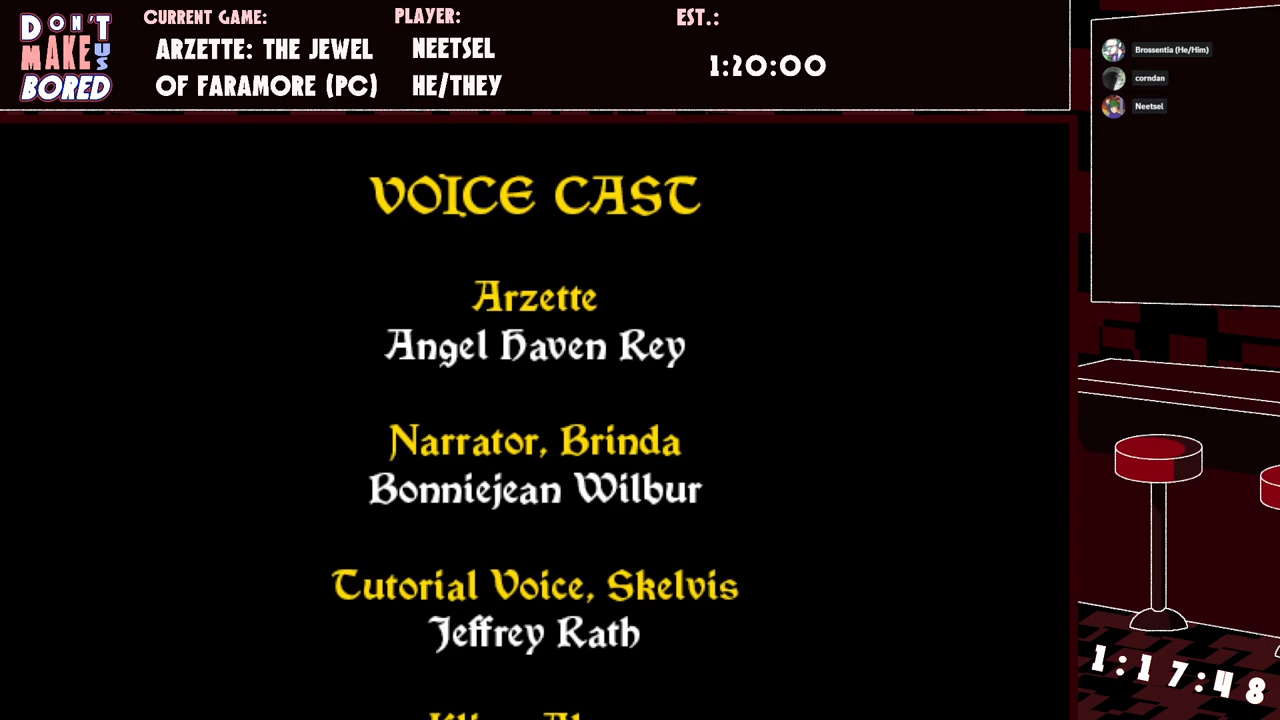 DON'T
MAKE US
BORED
CURRENT GAME:
ARZETTE: THE JEWEL
OF FARAMORE (PC)
PLAYER:
NEETSEL
HE/THEY
EST.:
1:20:00
Brossentia (He/Him)
corndan
Neetsel
VOICE CAST
Arzette
Angel Haven Rey
Narrator, Brinda
Bonniejean Wilbur
Tutorial Voice, Skelvis
Jeffrey Rath
1:17:48